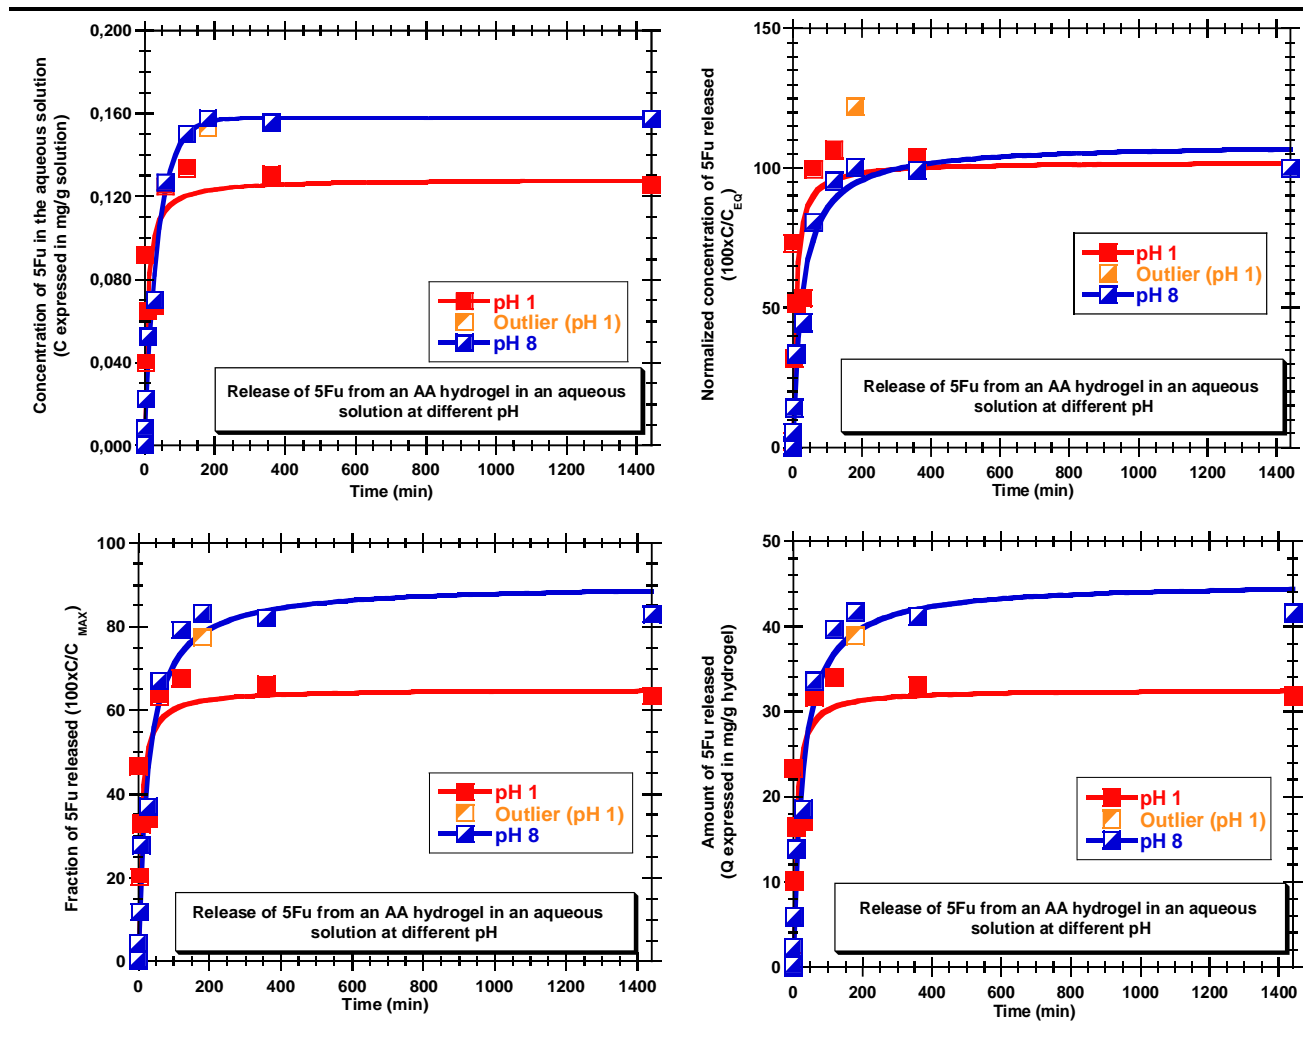 Concentration of 5Fu in the aqueous solution
(C expressed in mg/g solution)
0,200
0,160
0,120
0,080
0,040
0,000
pH 1
Outlier (pH 1)
pH 8
Release of 5Fu from an AA hydrogel in an aqueous
solution at different pH
0 200 400 600 800 1000 1200 1400
Time (min)
Normalized concentration of 5Fu released
(100xC/C_EQ)
150
100
50
0
pH 1
Outlier (pH 1)
pH 8
Release of 5Fu from an AA hydrogel in an aqueous
solution at different pH
0 200 400 600 800 1000 1200 1400
Time (min)
Fraction of 5Fu released (100xC/C_MAX)
100
80
60
40
20
0
pH 1
Outlier (pH 1)
pH 8
Release of 5Fu from an AA hydrogel in an aqueous
solution at different pH
0 200 400 600 800 1000 1200 1400
Time (min)
Amount of 5Fu released
(Q expressed in mg/g hydrogel)
50
40
30
20
10
0
pH 1
Outlier (pH 1)
pH 8
Release of 5Fu from an AA hydrogel in an aqueous
solution at different pH
0 200 400 600 800 1000 1200 1400
Time (min)